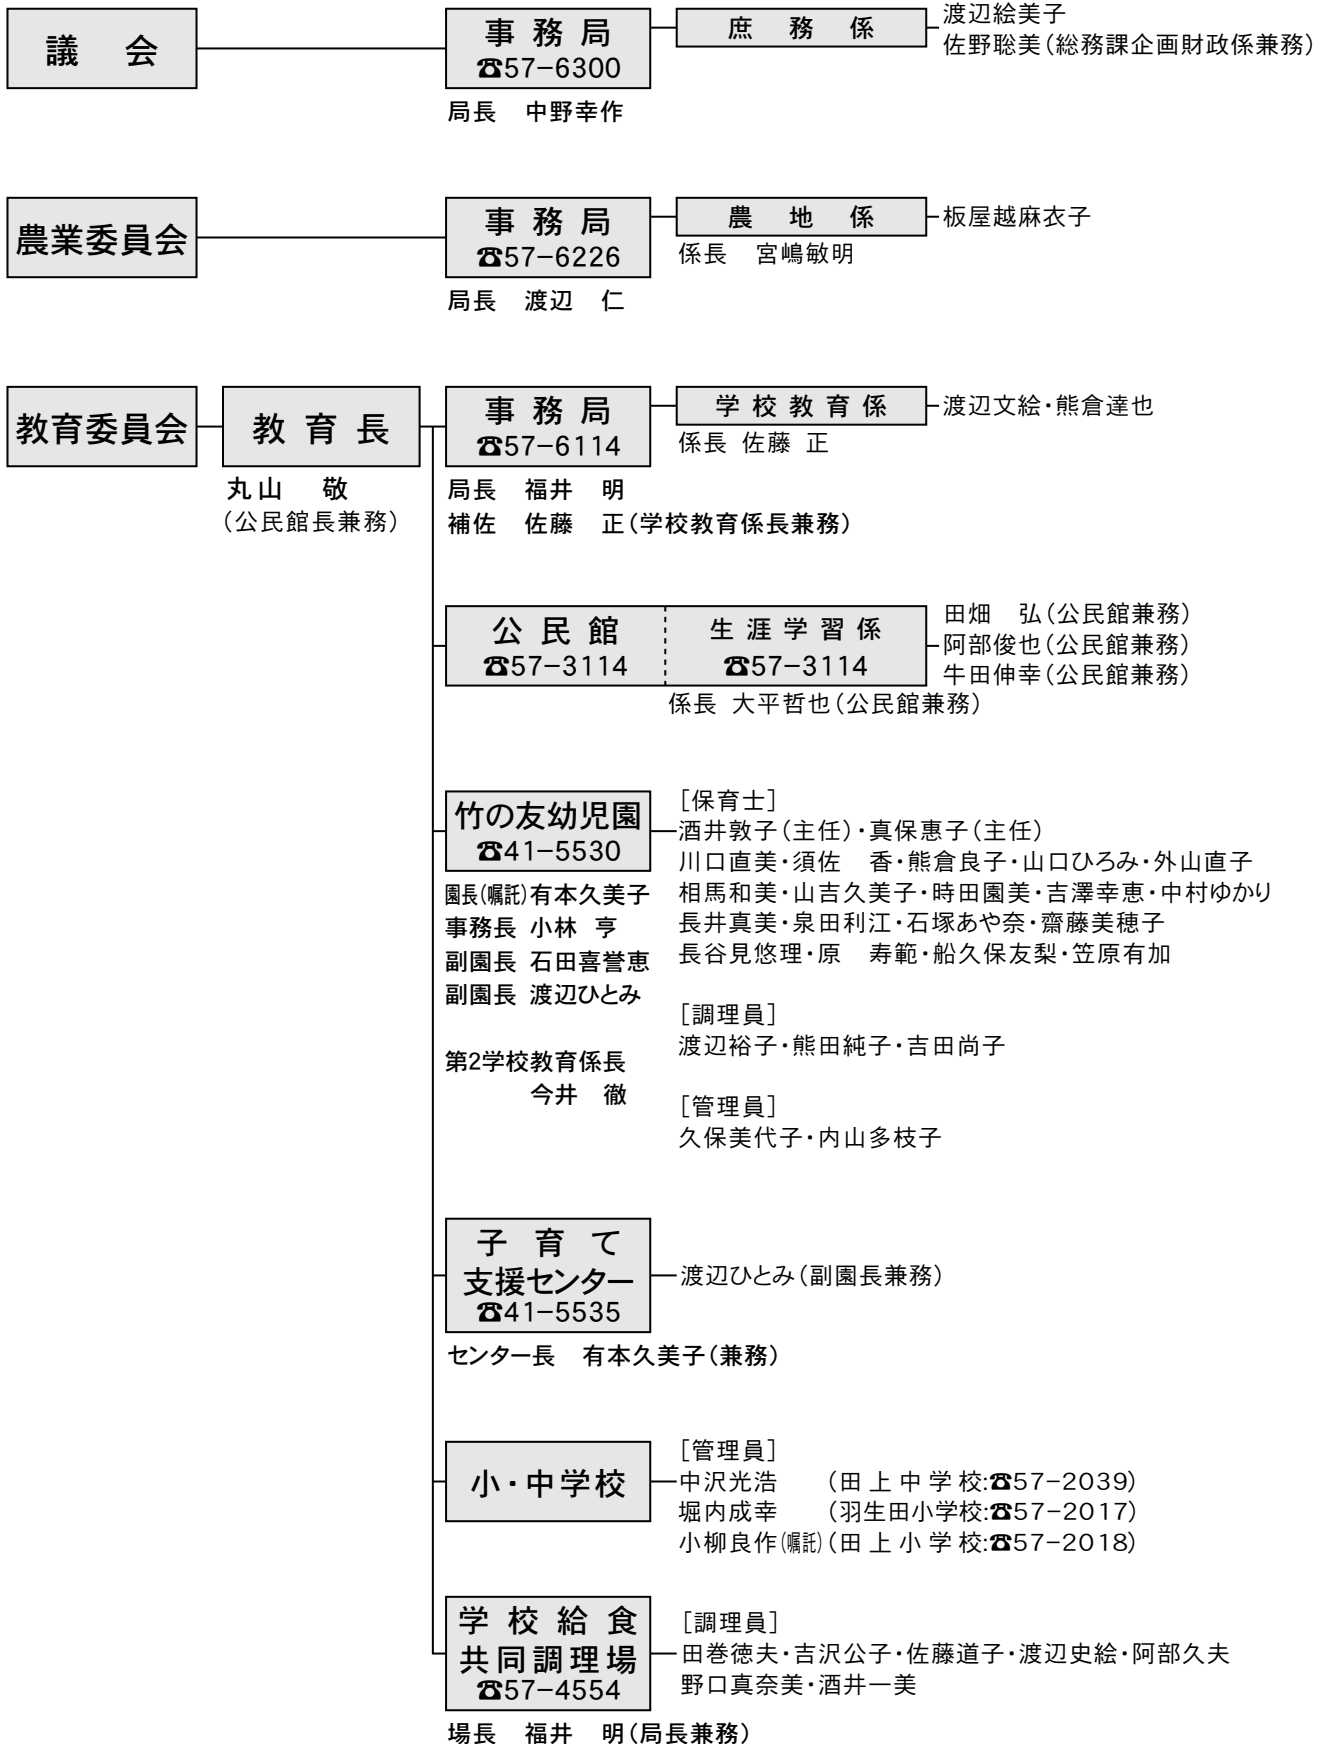 議 会
事 務 局
☎57−6300
局長 中野幸作
庶 務 係
渡辺絵美子
佐野聡美(総務課企画財政係兼務)
農業委員会
事 務 局
☎57−6226
局長 渡辺 仁
農 地 係
係長 宮嶋敏明
板屋越麻衣子
教育委員会
教 育 長
丸山 敬
(公民館長兼務)
事 務 局
☎57−6114
局長 福井 明
補佐 佐藤 正(学校教育係長兼務)
学 校 教 育 係
係長 佐藤 正
渡辺文絵・熊倉達也
公 民 館
☎57−3114
生 涯 学 習 係
☎57−3114
係長 大平哲也(公民館兼務)
田畑 弘(公民館兼務)
阿部俊也(公民館兼務)
牛田伸幸(公民館兼務)
竹の友幼児園
☎41−5530
園長(嘱託)有本久美子
事務長 小林 亨
副園長 石田喜誉恵
副園長 渡辺ひとみ
第2学校教育係長
今井 徹
[保育士]
酒井敦子(主任)・真保惠子(主任)
川口直美・須佐 香・熊倉良子・山口ひろみ・外山直子
相馬和美・山吉久美子・時田園美・吉澤幸恵・中村ゆかり
長井真美・泉田利江・石塚あや奈・齋藤美穂子
長谷見悠理・原 寿範・船久保友梨・笠原有加
[調理員]
渡辺裕子・熊田純子・吉田尚子
[管理員]
久保美代子・内山多枝子
子 育 て
支援センター
☎41−5535
センター長 有本久美子(兼務)
渡辺ひとみ(副園長兼務)
小・中学校
[管理員]
中沢光浩 (田 上 中 学 校:☎57−2039)
堀内成幸 (羽生田小学校:☎57−2017)
小柳良作(嘱託)(田 上 小 学 校:☎57−2018)
学 校 給 食
共同調理場
☎57−4554
場長 福井 明(局長兼務)
[調理員]
田巻徳夫・吉沢公子・佐藤道子・渡辺史絵・阿部久夫
野口真奈美・酒井一美